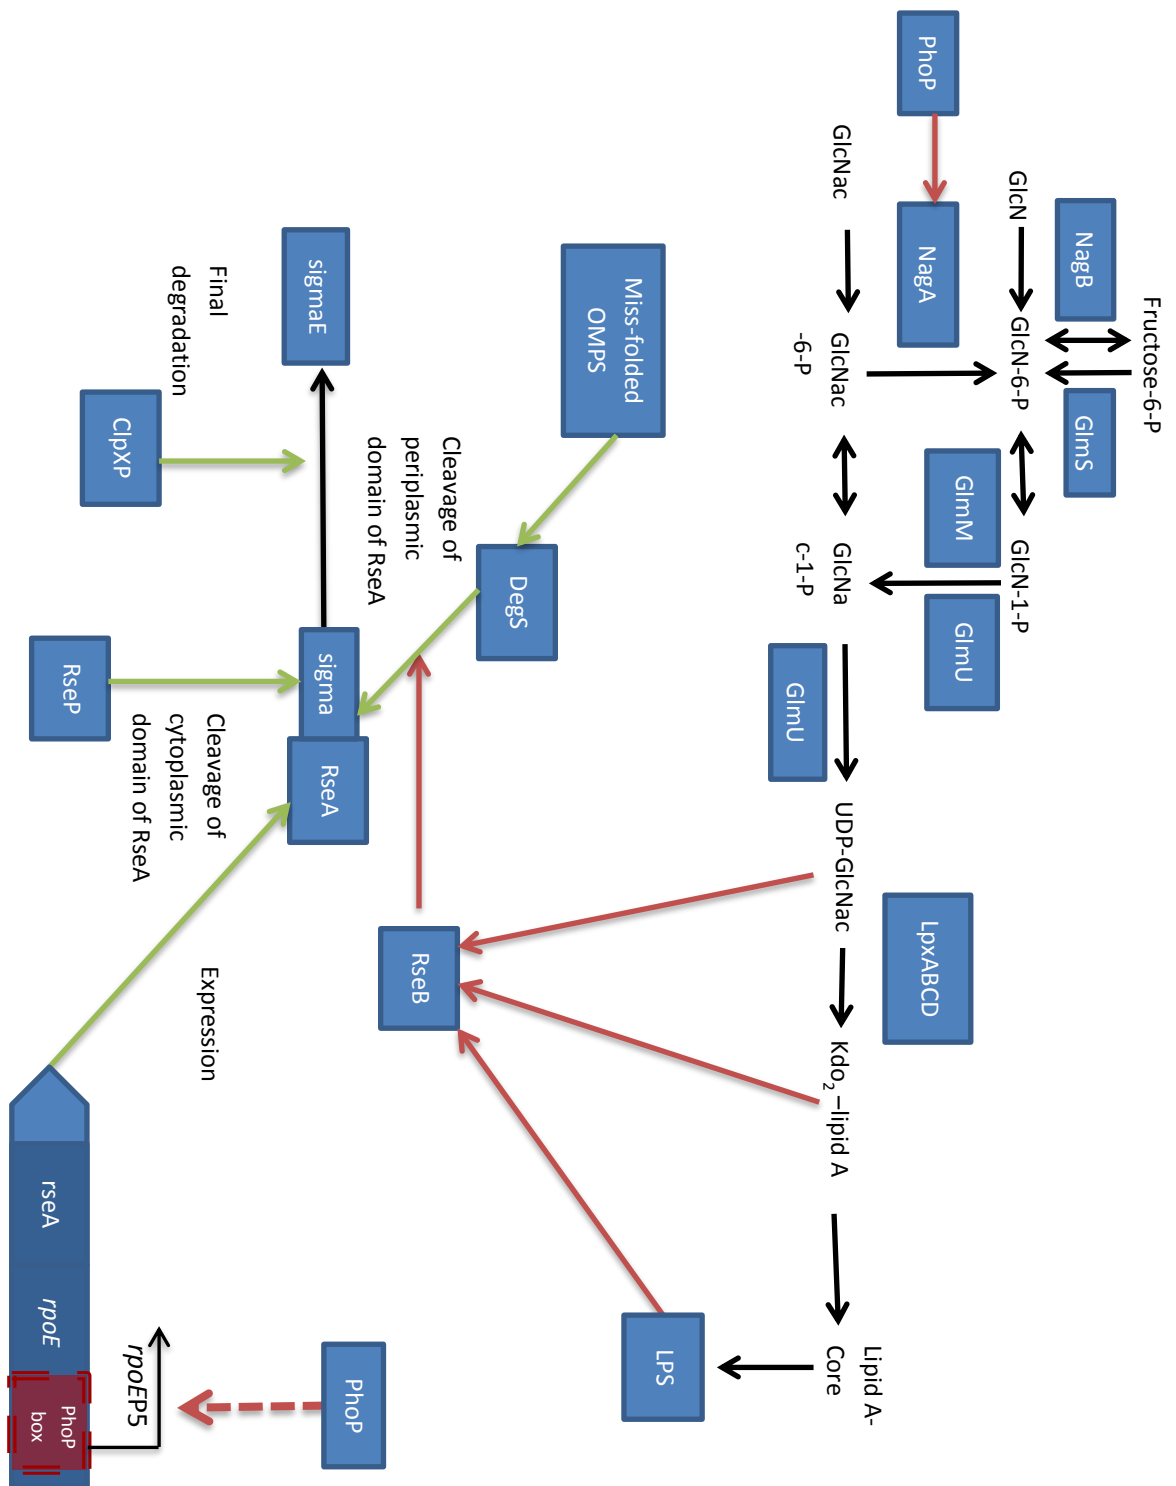 Fructose-6-P
NagB
GlmS
GlcN
GlcN-6-P
GlcN-1-P
GlmM
GlmU
PhoP
NagA
LpxABCD
GlcNac
GlcNac
-6-P
GlcNa
c-1-P
UDP-GlcNac
Kdo₂ –lipid A
Lipid A-
Core
GlmU
LPS
Miss-folded
OMPS
DegS
Cleavage of
periplasmic
domain of RseA
RseB
PhoP
sigmaE
sigma
RseA
Final
degradation
Cleavage of
cytoplasmic
domain of RseA
Expression
ClpXP
RseP
rpoEP5
rseA
rpoE
PhoP
box